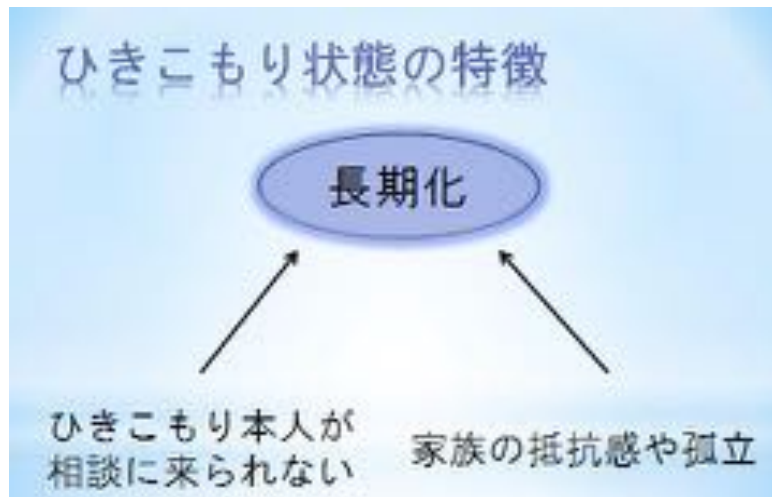 ひきこもり状態の特徴
長期化
ひきこもり本人が
相談に来られない
家族の抵抗感や孤立